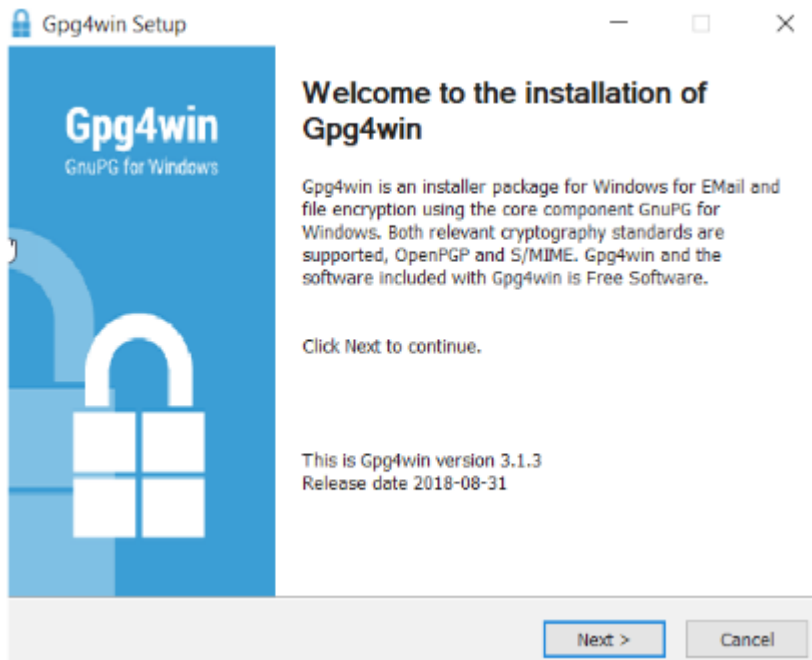 Gpg4win Setup
Gpg4win
GnuPG for Windows
Welcome to the installation of
Gpg4win
Gpg4win is an installer package for Windows for EMail and
file encryption using the core component GnuPG for
Windows. Both relevant cryptography standards are
supported, OpenPGP and S/MIME. Gpg4win and the
software included with Gpg4win is Free Software.
Click Next to continue.
This is Gpg4win version 3.1.3
Release date 2018-08-31
Next >
Cancel